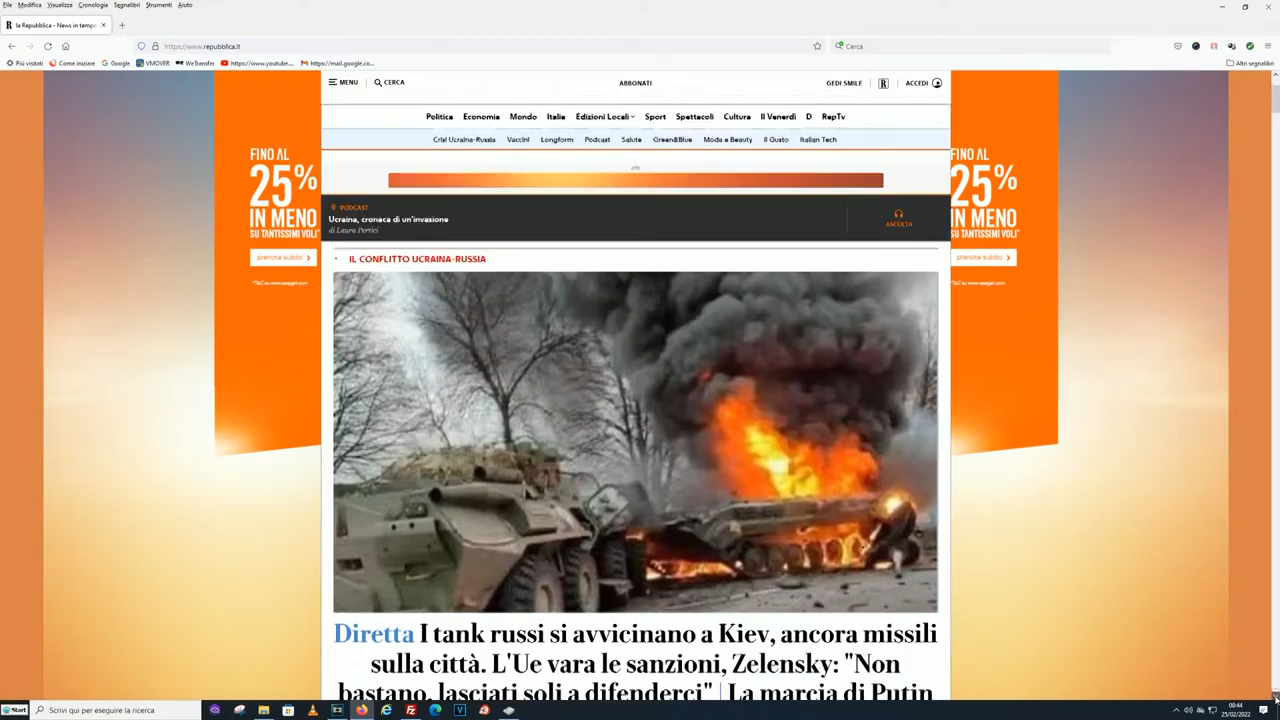 File Modifica Visualizza Cronologia Segnalibri Strumenti Aiuto
la Repubblica - News in tempo
https://www.repubblica.it
Cerca
Più visitati Come iniziare Google VMOVER WeTransfer https://www.youtube.... https://mail.google.co...
Altri segnalibri
MENU CERCA ABBONATI GEDI SMILE R ACCEDI
Politica Economia Mondo Italia Edizioni Locali Sport Spettacoli Cultura Il Venerdì D RepTv
Crisi Ucraina-Russia Vaccini Longform Podcast Salute Green&Blue Moda e Beauty Il Gusto Italian Tech
FINO AL
25%
IN MENO
SU TANTISSIMI VOLI*
prenota subito
FINO AL
25%
IN MENO
SU TANTISSIMI VOLI*
prenota subito
PODCAST
Ucraina, cronaca di un'invasione
di Laura Pertici
ASCOLTA
IL CONFLITTO UCRAINA-RUSSIA
Diretta I tank russi si avvicinano a Kiev, ancora missili
sulla città. L'Ue vara le sanzioni, Zelensky: "Non
bastano, lasciati soli a difenderci" | La marcia di Putin
Start
Scrivi qui per eseguire la ricerca
08:44
25/02/2022